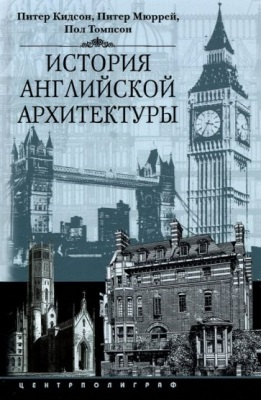 Питер Кидсон, Питер Мюррей,
Пол Томпсон
ИСТОРИЯ
АНГЛИЙСКОЙ
АРХИТЕКТУРЫ
ЦЕНТРПОЛИГРАФ